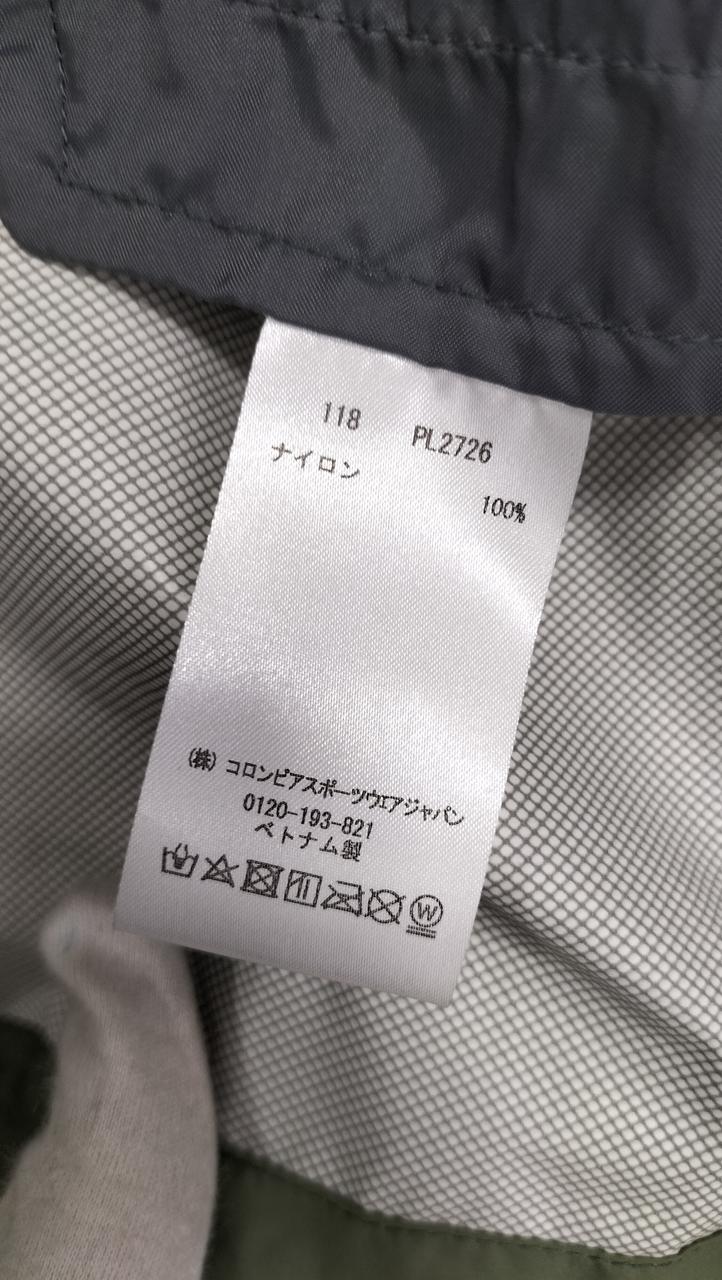 118 PL2726
ナイロン
100%
(株) コロンビアスポーツウェアジャパン
0120-193-821
ベトナム製
W